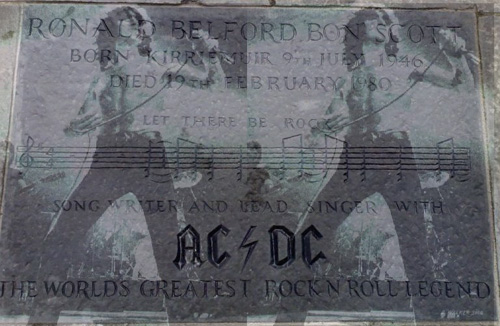 RONALD BELFORD BON SCOTT
BORN KIRRIEMUIR 9TH JULY 1946
DIED 19TH FEBRUARY 1980
LET THERE BE ROCK
SONG WRITER AND LEAD SINGER WITH
AC⚡DC
THE WORLDS GREATEST ROCK N ROLL LEGEND